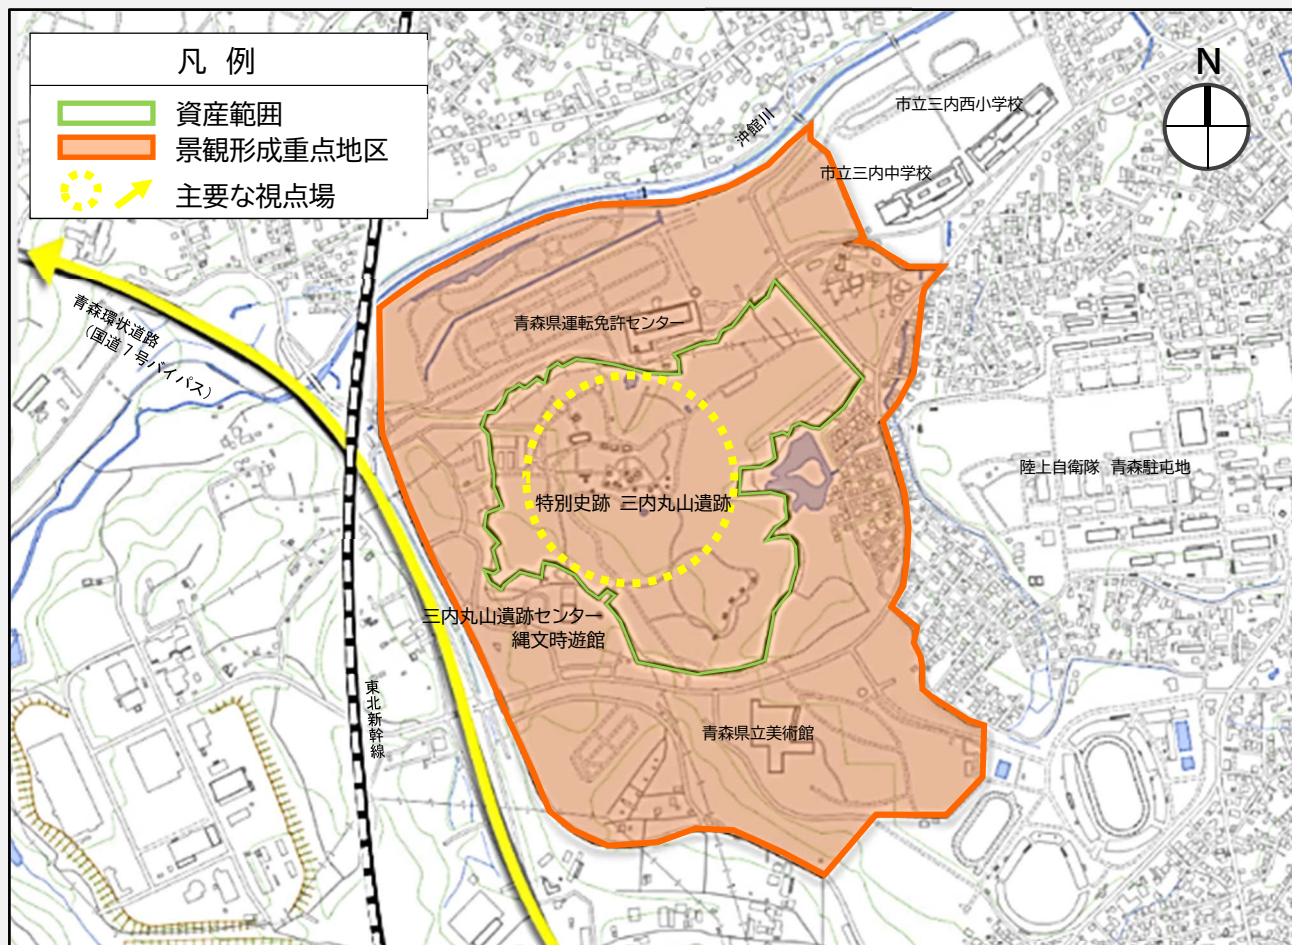 凡 例
資産範囲
景観形成重点地区
主要な視点場
N
市立三内西小学校
沖館川
市立三内中学校
青森環状道路
(国道7号バイパス)
青森県運転免許センター
陸上自衛隊 青森駐屯地
特別史跡 三内丸山遺跡
三内丸山遺跡センター
縄文時遊館
東北新幹線
青森県立美術館